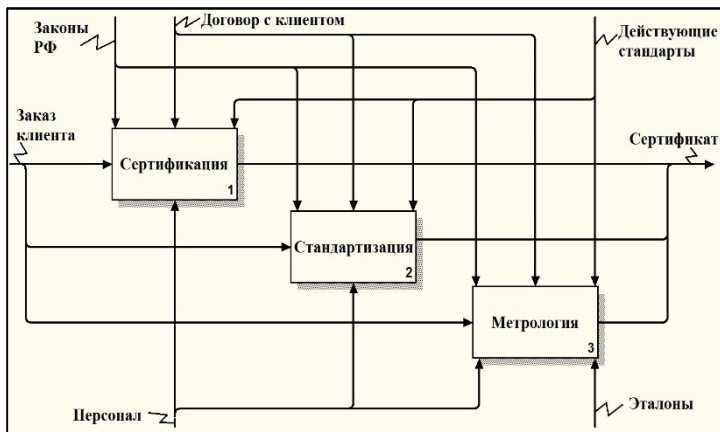 Законы
РФ
Договор с клиентом
Действующие
стандарты
Заказ
клиента
Сертификат
Сертификация
1
Стандартизация
2
Метрология
3
Персонал
Эталоны